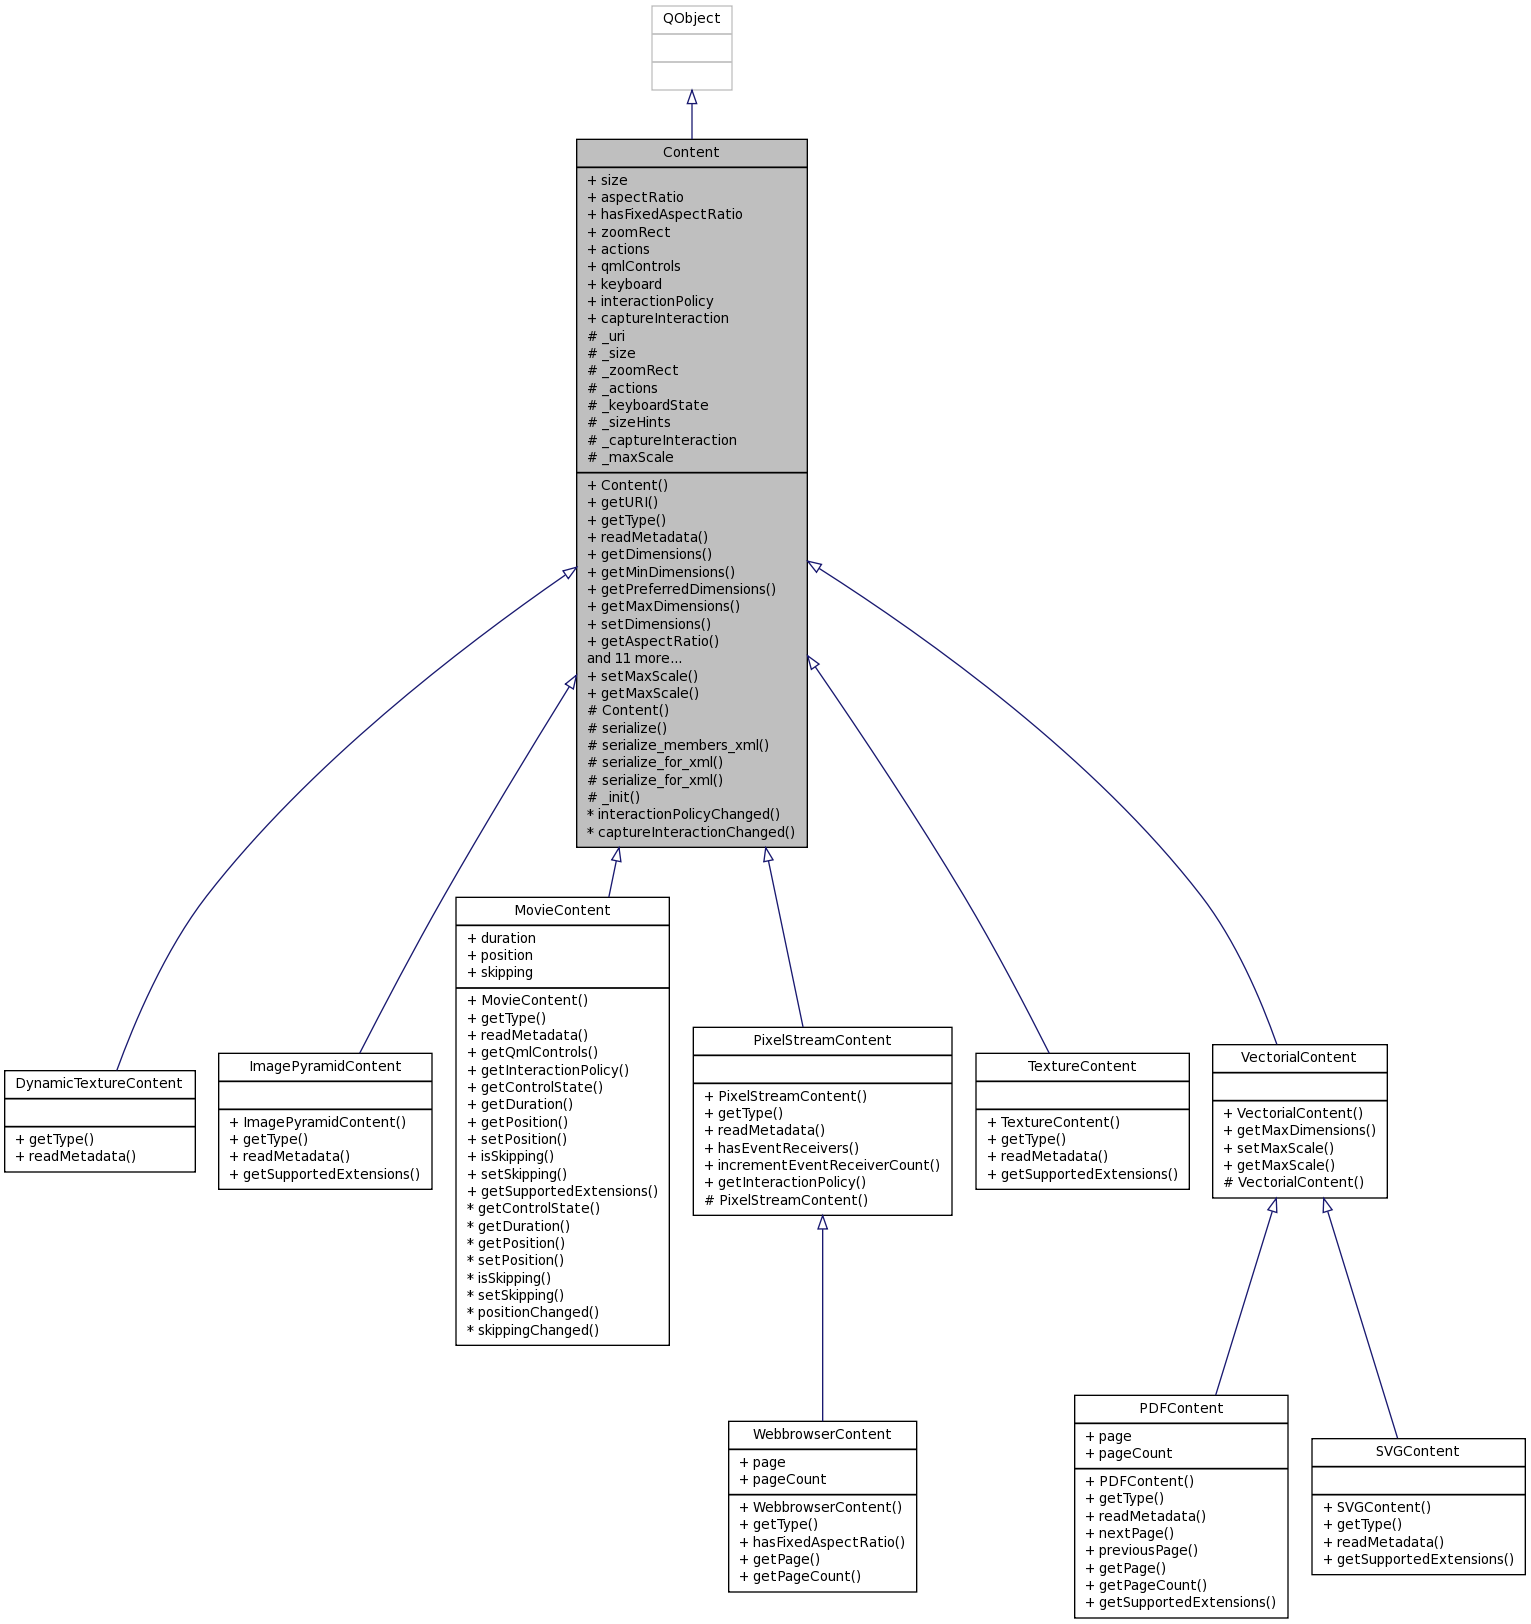 QObject
Content
+ size
+ aspectRatio
+ hasFixedAspectRatio
+ zoomRect
+ actions
+ qmlControls
+ keyboard
+ interactionPolicy
+ captureInteraction
# _uri
# _size
# _zoomRect
# _actions
# _keyboardState
# _sizeHints
# _captureInteraction
# _maxScale
+ Content()
+ getURI()
+ getType()
+ readMetadata()
+ getDimensions()
+ getMinDimensions()
+ getPreferredDimensions()
+ getMaxDimensions()
+ setDimensions()
+ getAspectRatio()
and 11 more...
+ setMaxScale()
+ getMaxScale()
# Content()
# serialize()
# serialize_members_xml()
# serialize_for_xml()
# serialize_for_xml()
# _init()
* interactionPolicyChanged()
* captureInteractionChanged()
DynamicTextureContent
+ getType()
+ readMetadata()
ImagePyramidContent
+ ImagePyramidContent()
+ getType()
+ readMetadata()
+ getSupportedExtensions()
MovieContent
+ duration
+ position
+ skipping
+ MovieContent()
+ getType()
+ readMetadata()
+ getQmlControls()
+ getInteractionPolicy()
+ getControlState()
+ getDuration()
+ getPosition()
+ setPosition()
+ isSkipping()
+ setSkipping()
+ getSupportedExtensions()
* getControlState()
* getDuration()
* getPosition()
* setPosition()
* isSkipping()
* setSkipping()
* positionChanged()
* skippingChanged()
PixelStreamContent
+ PixelStreamContent()
+ getType()
+ readMetadata()
+ hasEventReceivers()
+ incrementEventReceiverCount()
+ getInteractionPolicy()
# PixelStreamContent()
TextureContent
+ TextureContent()
+ getType()
+ readMetadata()
+ getSupportedExtensions()
VectorialContent
+ VectorialContent()
+ getMaxDimensions()
+ setMaxScale()
+ getMaxScale()
# VectorialContent()
WebbrowserContent
+ page
+ pageCount
+ WebbrowserContent()
+ getType()
+ hasFixedAspectRatio()
+ getPage()
+ getPageCount()
PDFContent
+ page
+ pageCount
+ PDFContent()
+ getType()
+ readMetadata()
+ nextPage()
+ previousPage()
+ getPage()
+ getPageCount()
+ getSupportedExtensions()
SVGContent
+ SVGContent()
+ getType()
+ readMetadata()
+ getSupportedExtensions()